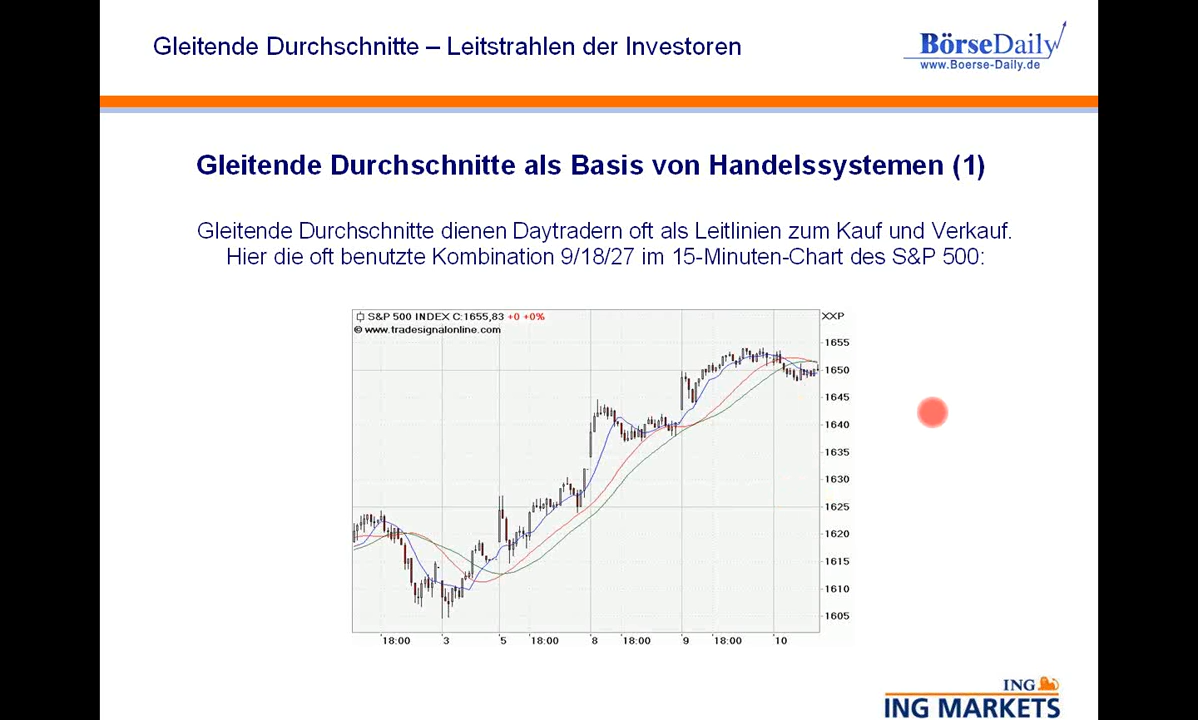 Gleitende Durchschnitte – Leitstrahlen der Investoren
BörseDaily
www.Boerse-Daily.de
Gleitende Durchschnitte als Basis von Handelssystemen (1)
Gleitende Durchschnitte dienen Daytradern oft als Leitlinien zum Kauf und Verkauf.
Hier die oft benutzte Kombination 9/18/27 im 15-Minuten-Chart des S&P 500:
S&P 500 INDEX C:1655,83 +0 +0%
XXP
© www.tradesignalonline.com
1655
1650
1645
1640
1635
1630
1625
1620
1615
1610
1605
18:00 3 5 18:00 8 18:00 9 18:00 10
ING
ING MARKETS